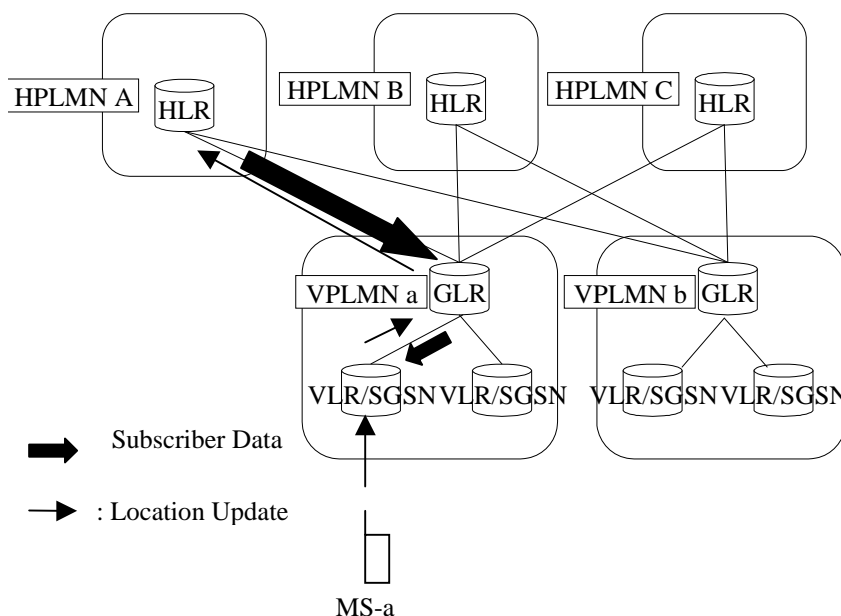 HPLMN A
HLR
HPLMN B
HLR
HPLMN C
HLR
VPLMN a
GLR
VPLMN b
GLR
VLR/SGSN
VLR/SGSN
VLR/SGSN
VLR/SGSN
Subscriber Data
: Location Update
MS-a